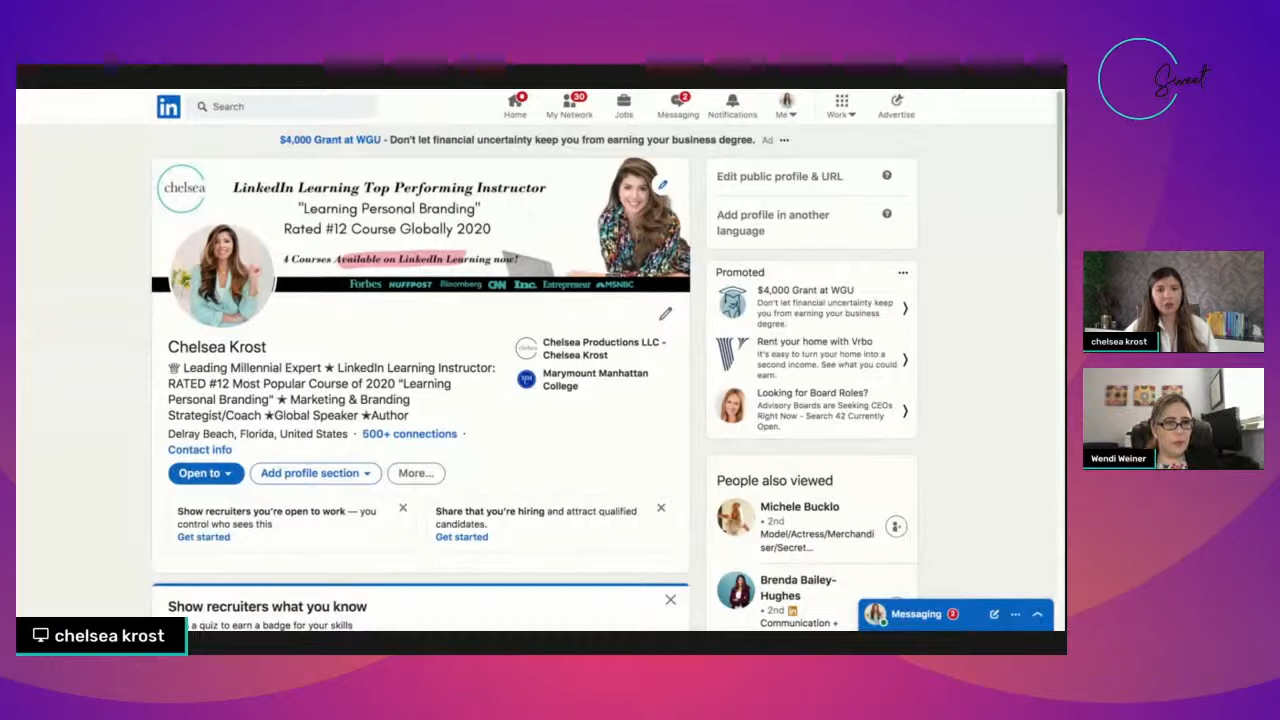 Sweet
in
Search
30
2
Home
My Network
Jobs
Messaging
Notifications
Me
Work
Advertise
$4,000 Grant at WGU - Don't let financial uncertainty keep you from earning your business degree. Ad •••
chelsea
LinkedIn Learning Top Performing Instructor
"Learning Personal Branding"
Rated #12 Course Globally 2020
4 Courses Available on LinkedIn Learning now!
Forbes HUFFPOST Bloomberg CNN Inc. Entrepreneur MSNBC
Chelsea Krost
♕ Leading Millennial Expert ★ LinkedIn Learning Instructor:
RATED #12 Most Popular Course of 2020 "Learning
Personal Branding" ★ Marketing & Branding
Strategist/Coach ★Global Speaker ★Author
Delray Beach, Florida, United States · 500+ connections ·
Contact info
chelsea
Chelsea Productions LLC -
Chelsea Krost
Marymount Manhattan
College
Open to
Add profile section
More...
Show recruiters you're open to work — you
control who sees this
Get started
Share that you're hiring and attract qualified
candidates.
Get started
Show recruiters what you know
a quiz to earn a badge for your skills
Edit public profile & URL
Add profile in another
language
Promoted
$4,000 Grant at WGU
Don't let financial uncertainty keep
you from earning your business
degree.
Rent your home with Vrbo
It's easy to turn your home into a
second income. See what you could
earn.
Looking for Board Roles?
Advisory Boards are Seeking CEOs
Right Now - Search 42 Currently
Open.
People also viewed
Michele Bucklo
• 2nd
Model/Actress/Merchandi
ser/Secret...
Brenda Bailey-
Hughes
• 2nd in
Communication +
Messaging 2
chelsea krost
Wendi Weiner
chelsea krost